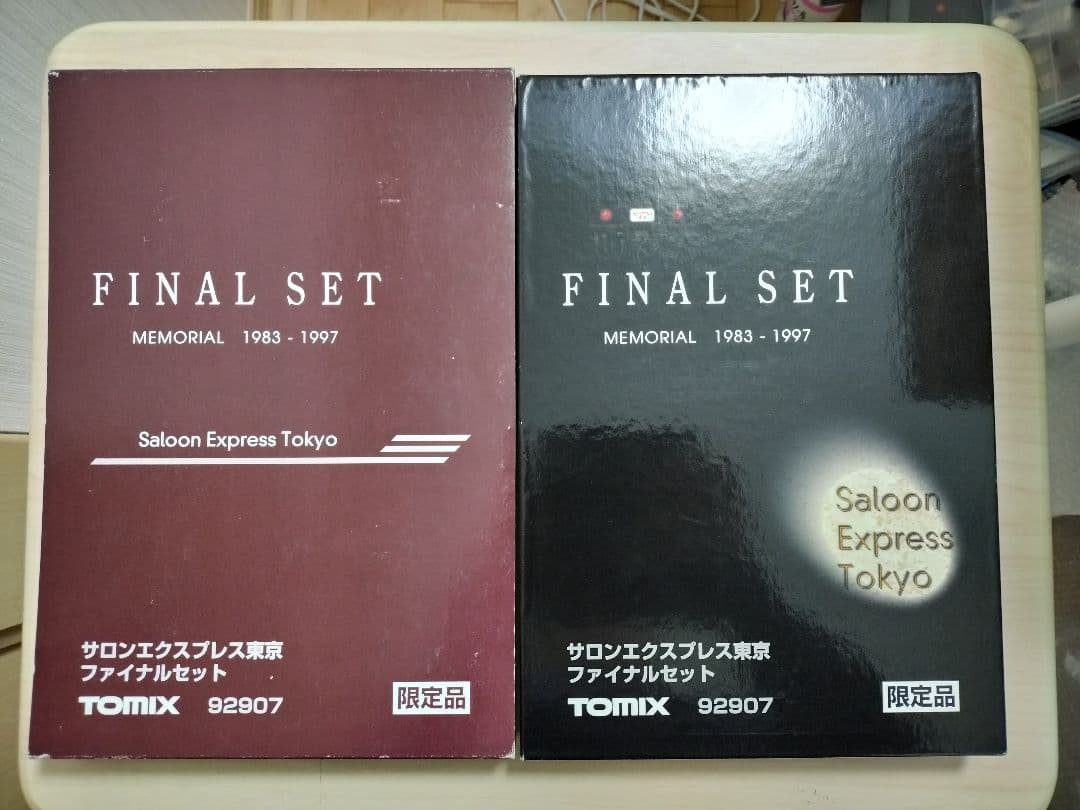 FINAL SET
MEMORIAL 1983 - 1997
Saloon Express Tokyo
サロンエクスプレス東京
ファイナルセット
TOMIX 92907
限定品
FINAL SET
MEMORIAL 1983 - 1997
Saloon
Express
Tokyo
サロンエクスプレス東京
ファイナルセット
TOMIX 92907
限定品